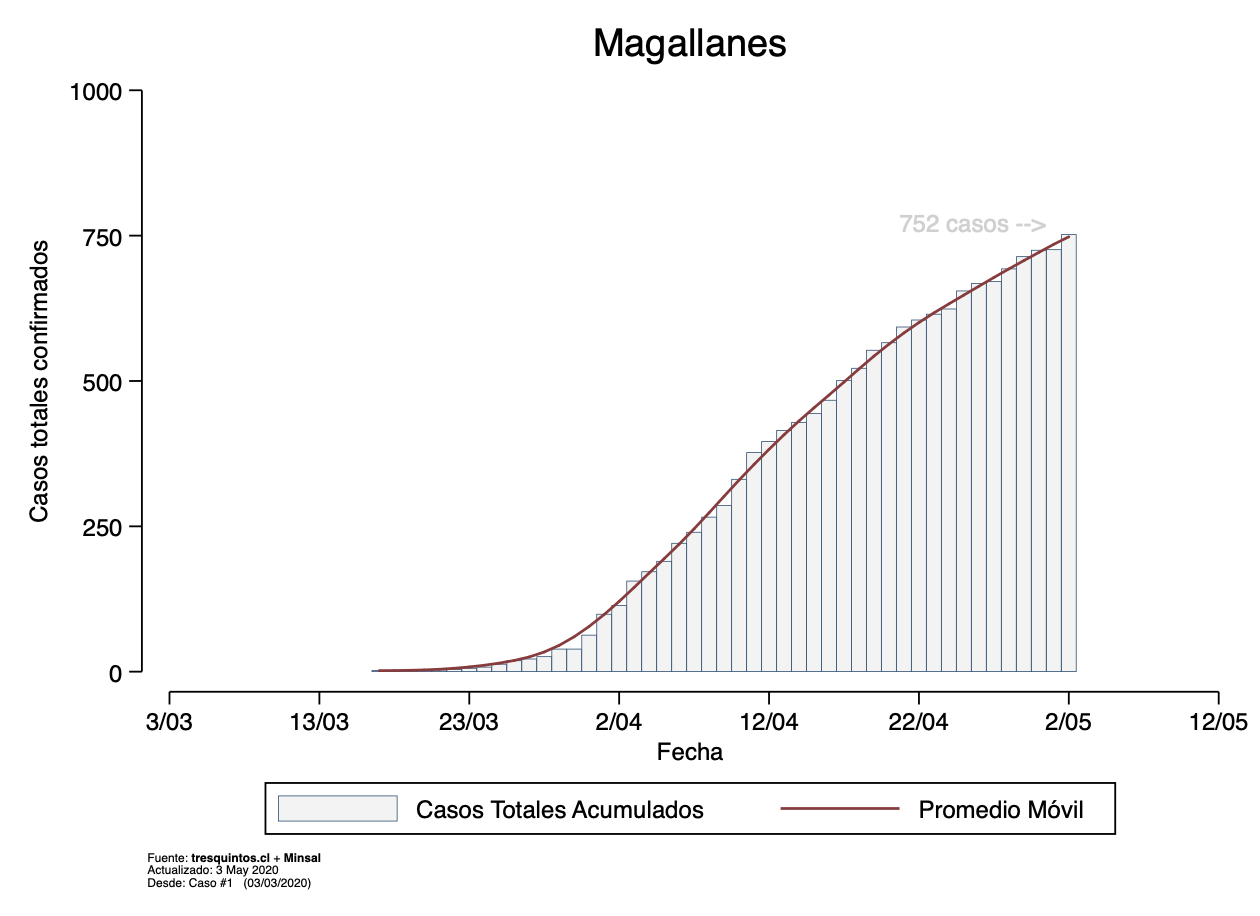 Magallanes
1000
750
500
250
0
Casos totales confirmados
752 casos -->
3/03 13/03 23/03 2/04 12/04 22/04 2/05 12/05
Fecha
Casos Totales Acumulados Promedio Móvil
Fuente: tresquintos.cl + Minsal
Actualizado: 3 May 2020
Desde: Caso #1 (03/03/2020)